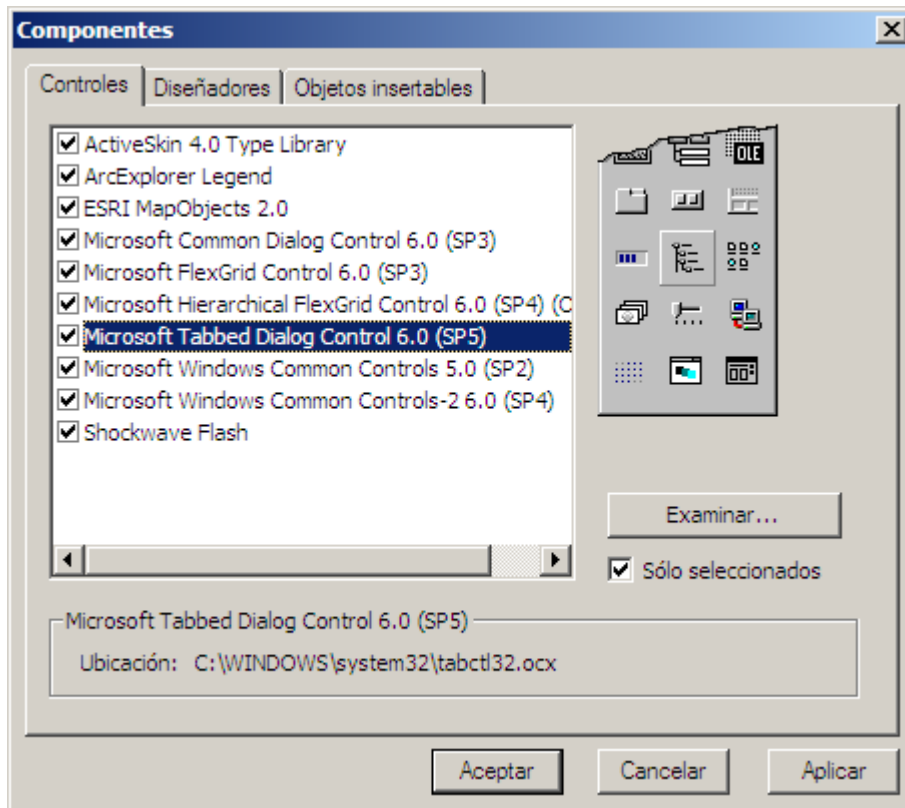 Componentes
Controles
Diseñadores
Objetos insertables
ActiveSkin 4.0 Type Library
ArcExplorer Legend
ESRI MapObjects 2.0
Microsoft Common Dialog Control 6.0 (SP3)
Microsoft FlexGrid Control 6.0 (SP3)
Microsoft Hierarchical FlexGrid Control 6.0 (SP4) (O
Microsoft Tabbed Dialog Control 6.0 (SP5)
Microsoft Windows Common Controls 5.0 (SP2)
Microsoft Windows Common Controls-2 6.0 (SP4)
Shockwave Flash
OLE
Examinar...
Sólo seleccionados
Microsoft Tabbed Dialog Control 6.0 (SP5)
Ubicación: C:\WINDOWS\system32\tabctl32.ocx
Aceptar
Cancelar
Aplicar